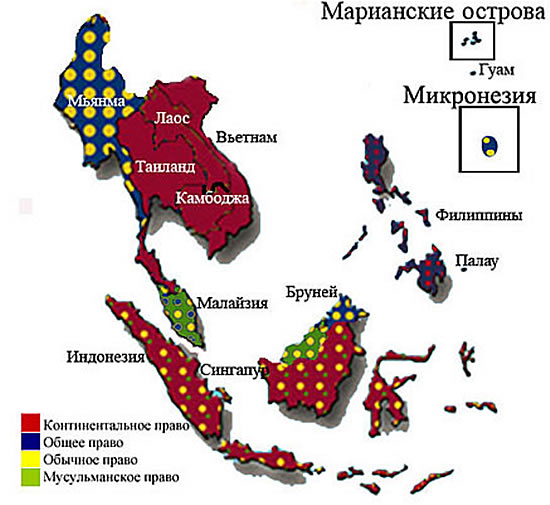 Марианские острова
Гуам
Микронезия
Мьянма
Лаос
Вьетнам
Таиланд
Камбоджа
Филиппины
Палау
Бруней
Малайзия
Индонезия
Сингапур
Континентальное право
Общее право
Обычное право
Мусульманское право